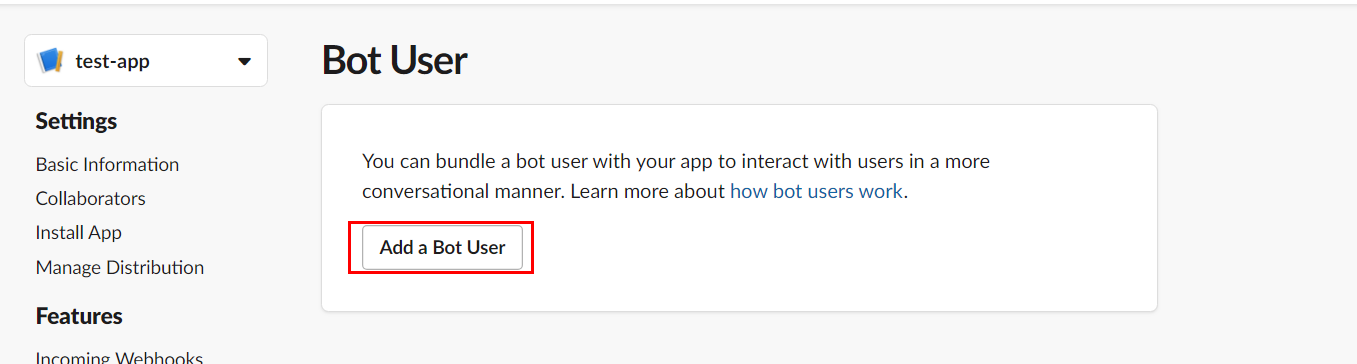 test-app
Settings
Basic Information
Collaborators
Install App
Manage Distribution
Features
Incoming Webhooks
Bot User
You can bundle a bot user with your app to interact with users in a more
conversational manner. Learn more about how bot users work.
Add a Bot User